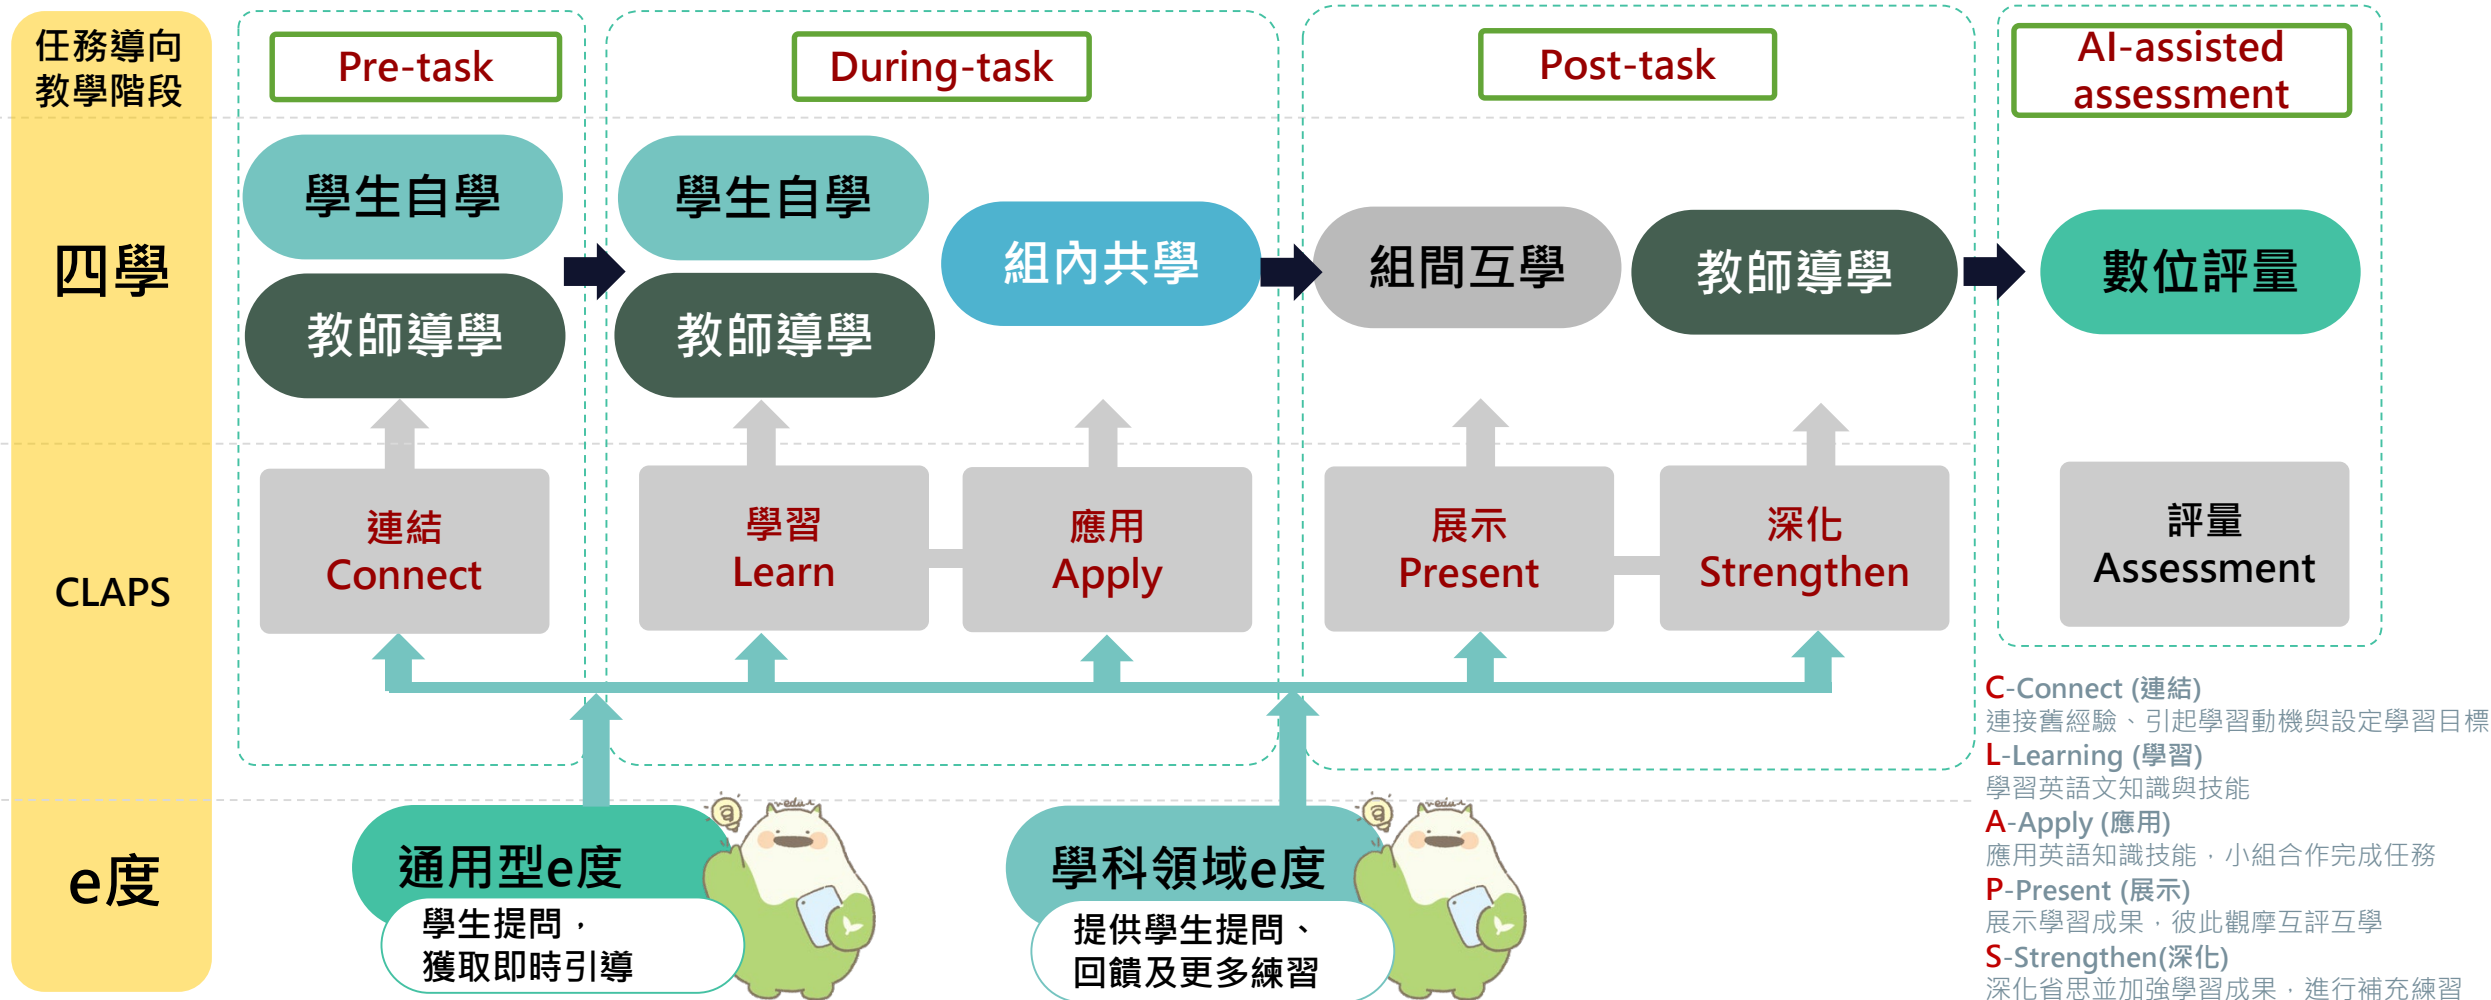 任務導向
教學階段
Pre-task
During-task
Post-task
AI-assisted
assessment
四學
學生自學
教師導學
學生自學
教師導學
組內共學
組間互學
教師導學
數位評量
CLAPS
連結
Connect
學習
Learn
應用
Apply
展示
Present
深化
Strengthen
評量
Assessment
e度
通用型e度
學生提問，
獲取即時引導
學科領域e度
提供學生提問、
回饋及更多練習
C-Connect (連結)
連接舊經驗、引起學習動機與設定學習目標
L-Learning (學習)
學習英語文知識與技能
A-Apply (應用)
應用英語知識技能，小組合作完成任務
P-Present (展示)
展示學習成果，彼此觀摩互評互學
S-Strengthen(深化)
深化省思並加強學習成果，進行補充練習